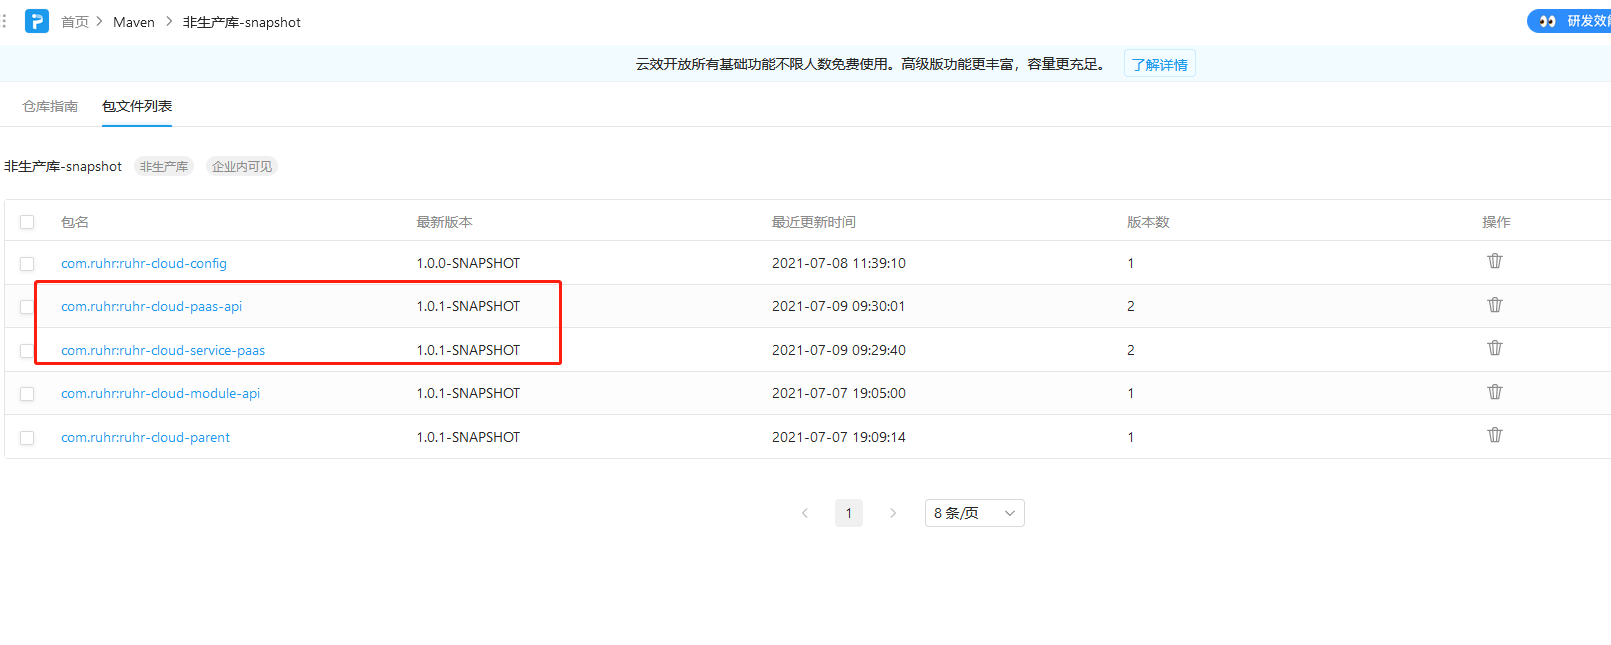 首页 > Maven > 非生产库-snapshot
研发效
云效开放所有基础功能不限人数免费使用。高级版功能更丰富，容量更充足。 了解详情
仓库指南 包文件列表
非生产库-snapshot 非生产库 企业内可见
包名 最新版本 最近更新时间 版本数 操作
com.ruhr:ruhr-cloud-config 1.0.0-SNAPSHOT 2021-07-08 11:39:10 1
com.ruhr:ruhr-cloud-paas-api 1.0.1-SNAPSHOT 2021-07-09 09:30:01 2
com.ruhr:ruhr-cloud-service-paas 1.0.1-SNAPSHOT 2021-07-09 09:29:40 2
com.ruhr:ruhr-cloud-module-api 1.0.1-SNAPSHOT 2021-07-07 19:05:00 1
com.ruhr:ruhr-cloud-parent 1.0.1-SNAPSHOT 2021-07-07 19:09:14 1
< 1 > 8 条/页